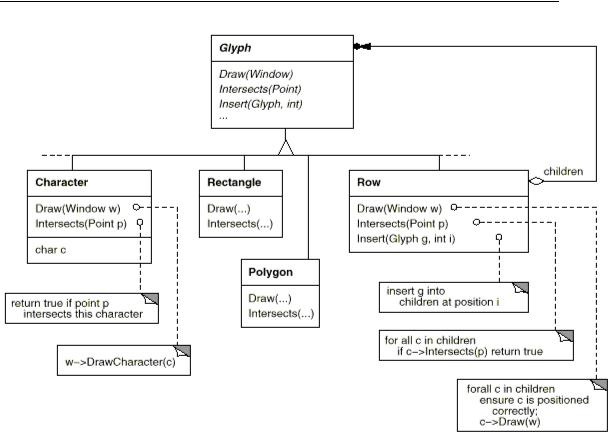 Glyph
Draw(Window)
Intersects(Point)
Insert(Glyph, int)
...
children
Character
Draw(Window w)
Intersects(Point p)
char c
Rectangle
Draw(...)
Intersects(...)
Row
Draw(Window w)
Intersects(Point p)
Insert(Glyph g, int i)
Polygon
Draw(...)
Intersects(...)
return true if point p
intersects this character
w->DrawCharacter(c)
insert g into
children at position i
for all c in children
if c->Intersects(p) return true
forall c in children
ensure c is positioned
correctly;
c->Draw(w)